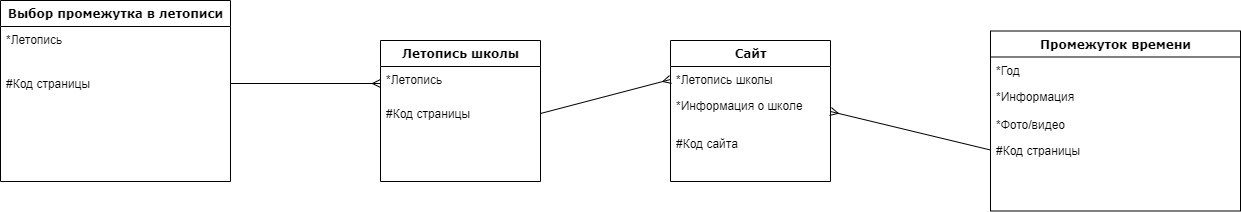 Выбор промежутка в летописи
*Летопись
#Код страницы
Летопись школы
*Летопись
#Код страницы
Сайт
*Летопись школы
*Информация о школе
#Код сайта
Промежуток времени
*Год
*Информация
*Фото/видео
#Код страницы